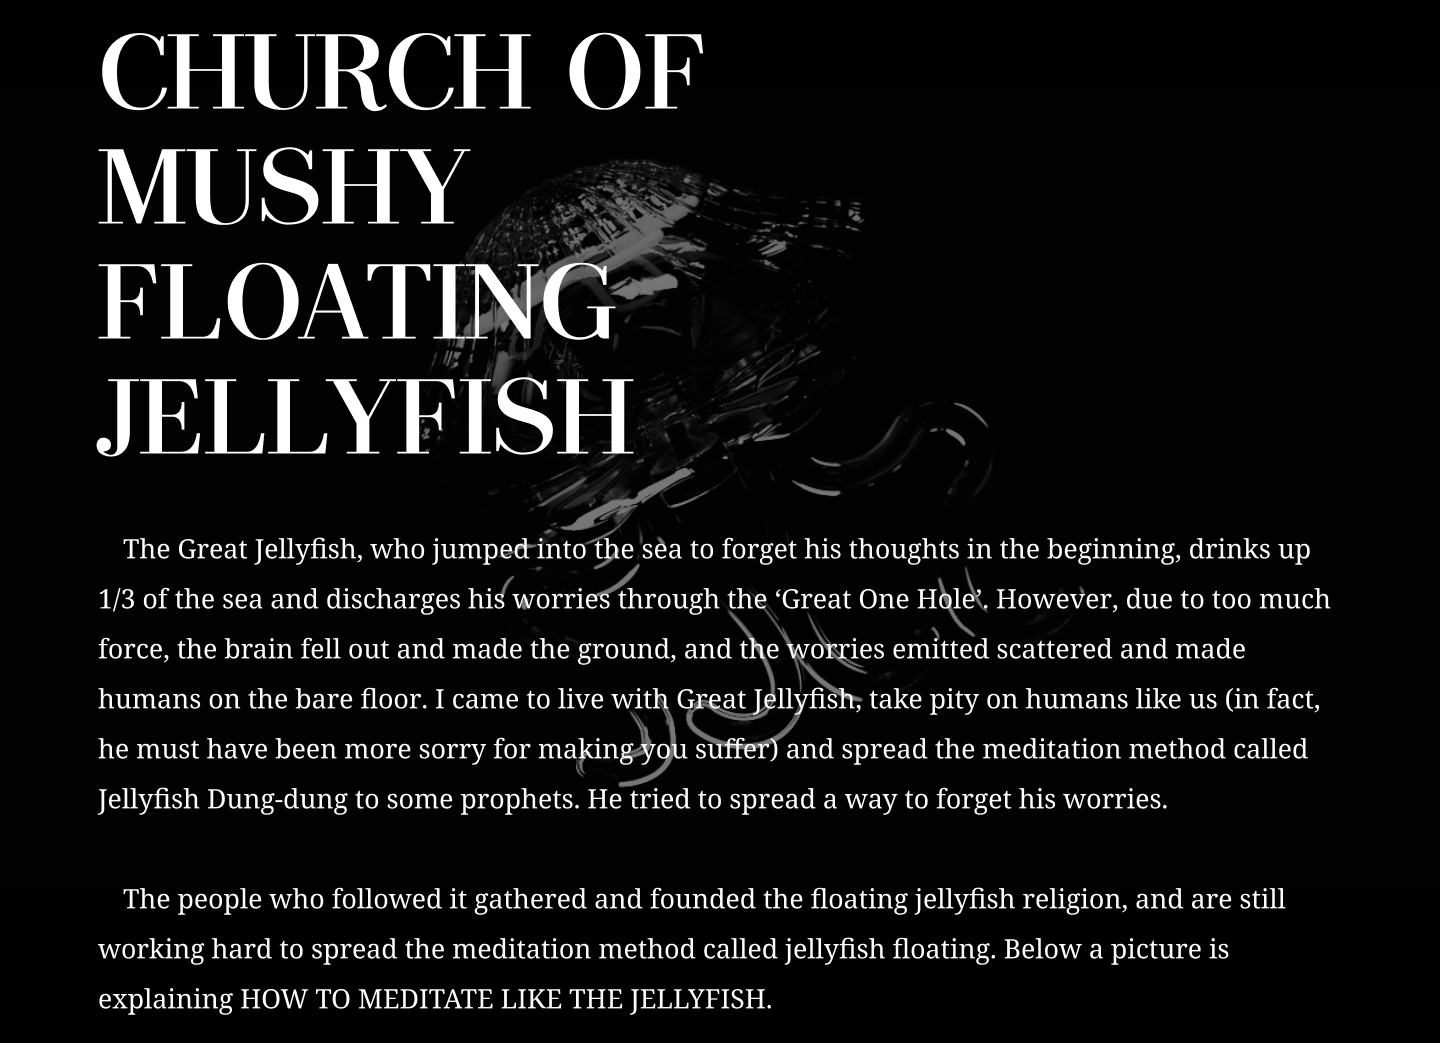 CHURCH OF
MUSHY
FLOATING
JELLYFISH
The Great Jellyfish, who jumped into the sea to forget his thoughts in the beginning, drinks up
1/3 of the sea and discharges his worries through the ‘Great One Hole’. However, due to too much
force, the brain fell out and made the ground, and the worries emitted scattered and made
humans on the bare floor. I came to live with Great Jellyfish, take pity on humans like us (in fact,
he must have been more sorry for making you suffer) and spread the meditation method called
Jellyfish Dung-dung to some prophets. He tried to spread a way to forget his worries.
The people who followed it gathered and founded the floating jellyfish religion, and are still
working hard to spread the meditation method called jellyfish floating. Below a picture is
explaining HOW TO MEDITATE LIKE THE JELLYFISH.